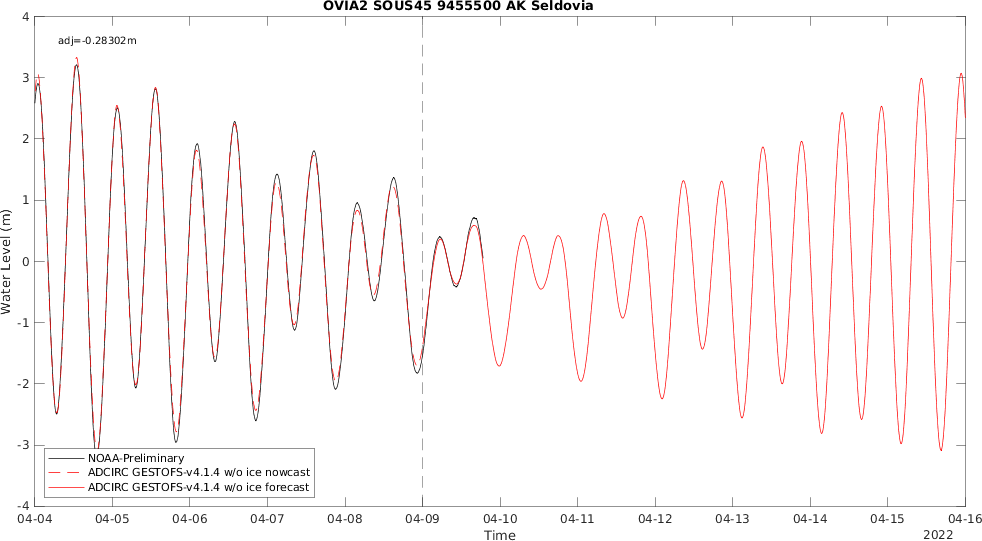 OVIA2 SOUS45 9455500 AK Seldovia
adj=-0.28302m
4
3
2
1
0
-1
-2
-3
-4
Water Level (m)
NOAA-Preliminary
ADCIRC GESTOFS-v4.1.4 w/o ice nowcast
ADCIRC GESTOFS-v4.1.4 w/o ice forecast
04-04 04-05 04-06 04-07 04-08 04-09 04-10 04-11 04-12 04-13 04-14 04-15 04-16
Time
2022